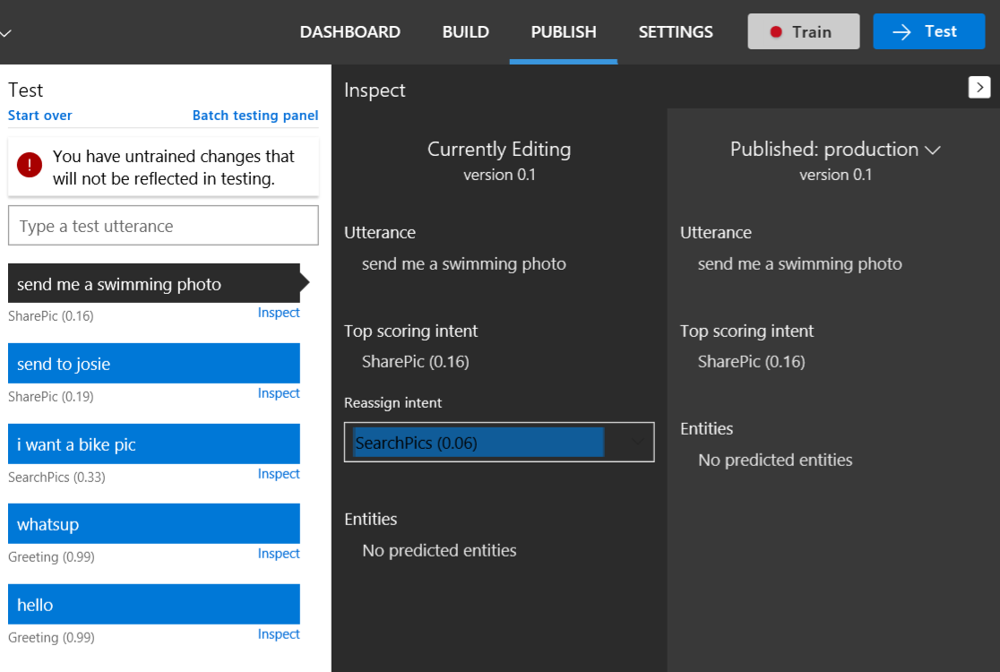 DASHBOARD BUILD PUBLISH SETTINGS Train Test
Test
Start over Batch testing panel
You have untrained changes that
will not be reflected in testing.
Type a test utterance
send me a swimming photo
SharePic (0.16) Inspect
send to josie
SharePic (0.19) Inspect
i want a bike pic
SearchPics (0.33) Inspect
whatsup
Greeting (0.99) Inspect
hello
Greeting (0.99) Inspect
Inspect
Currently Editing
version 0.1
Utterance
send me a swimming photo
Top scoring intent
SharePic (0.16)
Reassign intent
SearchPics (0.06)
Entities
No predicted entities
Published: production
version 0.1
Utterance
send me a swimming photo
Top scoring intent
SharePic (0.16)
Entities
No predicted entities